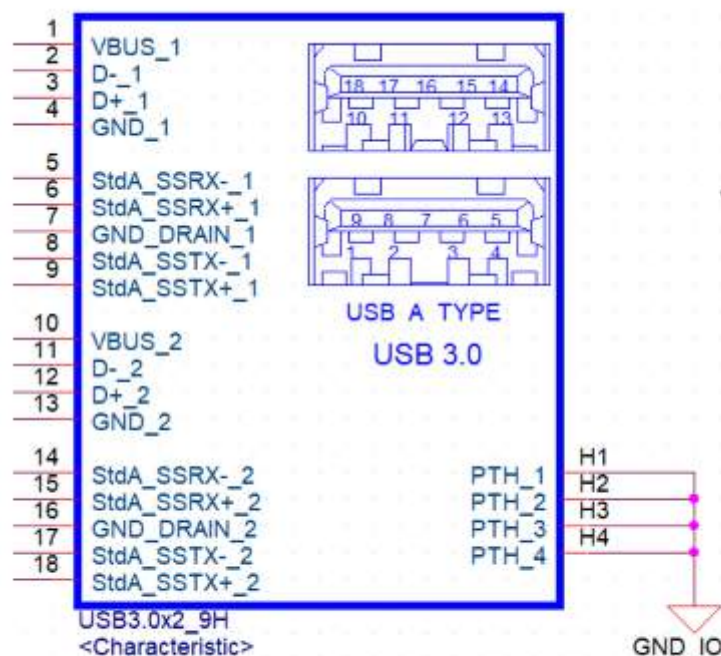 1 VBUS_1
2 D-_1
3 D+_1
4 GND_1
5 StdA_SSRX-_1
6 StdA_SSRX+_1
7 GND_DRAIN_1
8 StdA_SSTX-_1
9 StdA_SSTX+_1
10 VBUS_2
11 D-_2
12 D+_2
13 GND_2
14 StdA_SSRX-_2
15 StdA_SSRX+_2
16 GND_DRAIN_2
17 StdA_SSTX-_2
18 StdA_SSTX+_2
18 17 16 15 14
10 11 12 13
9 8 7 6 5
1 2 3 4
USB A TYPE
USB 3.0
PTH_1 H1
PTH_2 H2
PTH_3 H3
PTH_4 H4
USB3.0x2_9H
<Characteristic>
GND_IO